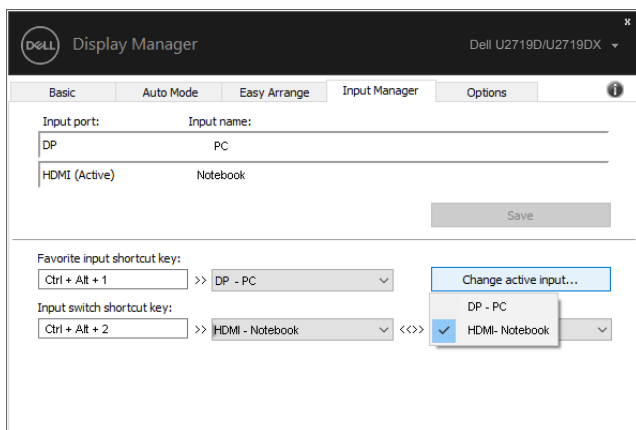 DELL Display Manager Dell U2719D/U2719DX
x
Basic Auto Mode Easy Arrange Input Manager Options i
Input port: Input name:
DP PC
HDMI (Active) Notebook
Save
Favorite input shortcut key:
Ctrl + Alt + 1 >> DP - PC Change active input...
DP - PC
Input switch shortcut key:
Ctrl + Alt + 2 >> HDMI - Notebook <<>> HDMI- Notebook